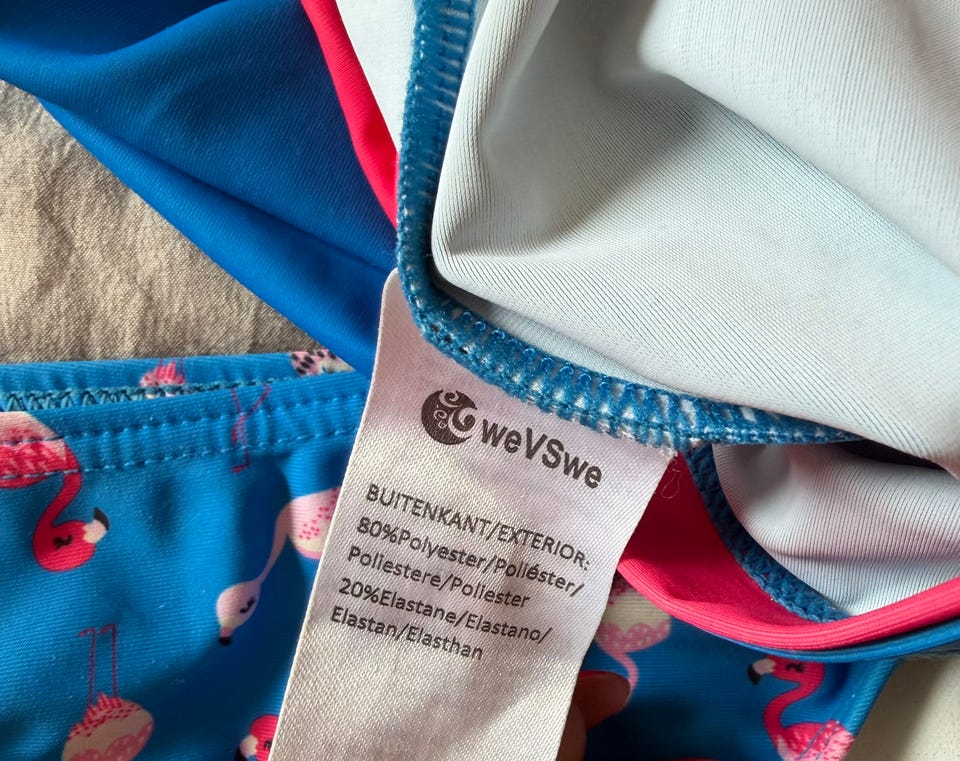 weVSwe
BUITENKANT/EXTERIOR:
80%Polyester/Poliéster/
Poliestere/Poliester
20%Elastane/Elastano/
Elastan/Elasthan